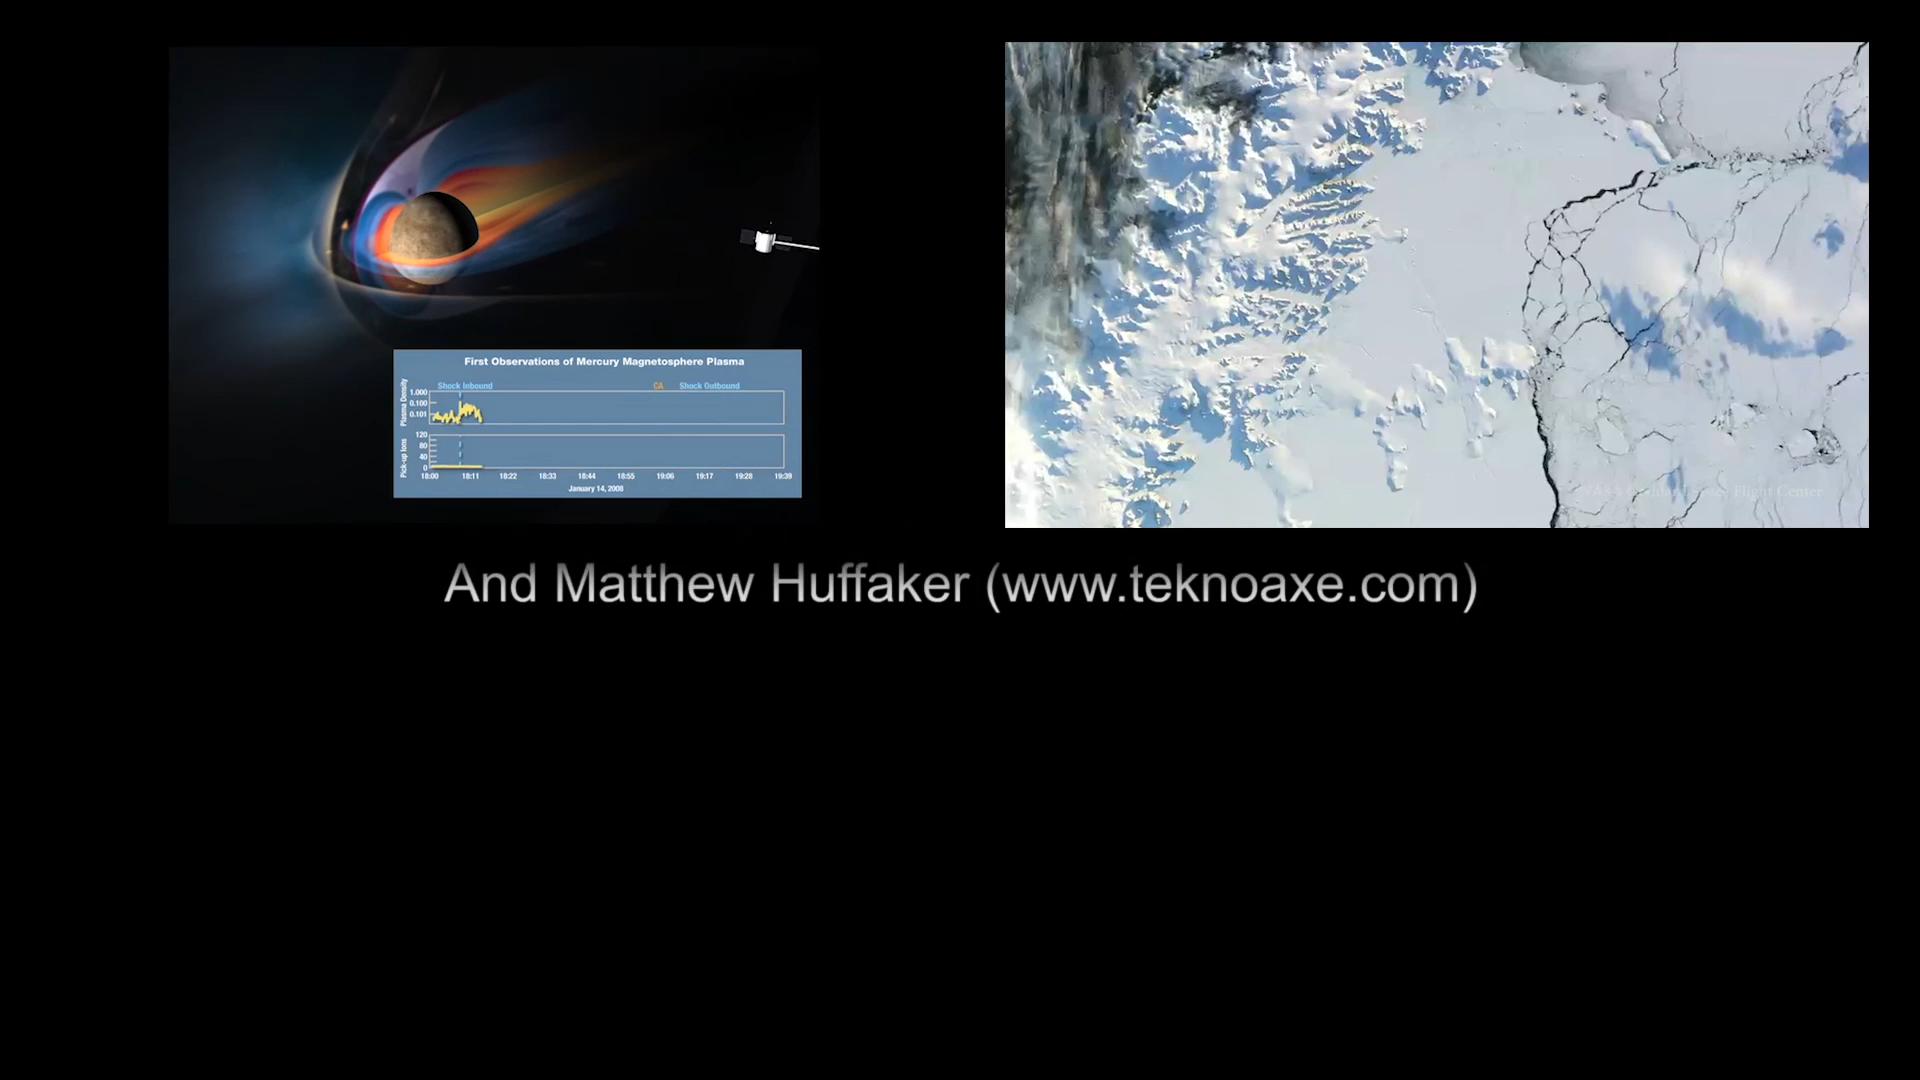 First Observations of Mercury Magnetosphere Plasma
Shock Inbound CA Shock Outbound
Plasma Density
1.000
0.100
0.101
Pick-up Ions
120
80
40
0
18:00 18:11 18:22 18:33 18:44 18:55 19:06 19:17 19:28 19:39
January 14, 2008
Flight Center
And Matthew Huffaker (www.teknoaxe.com)